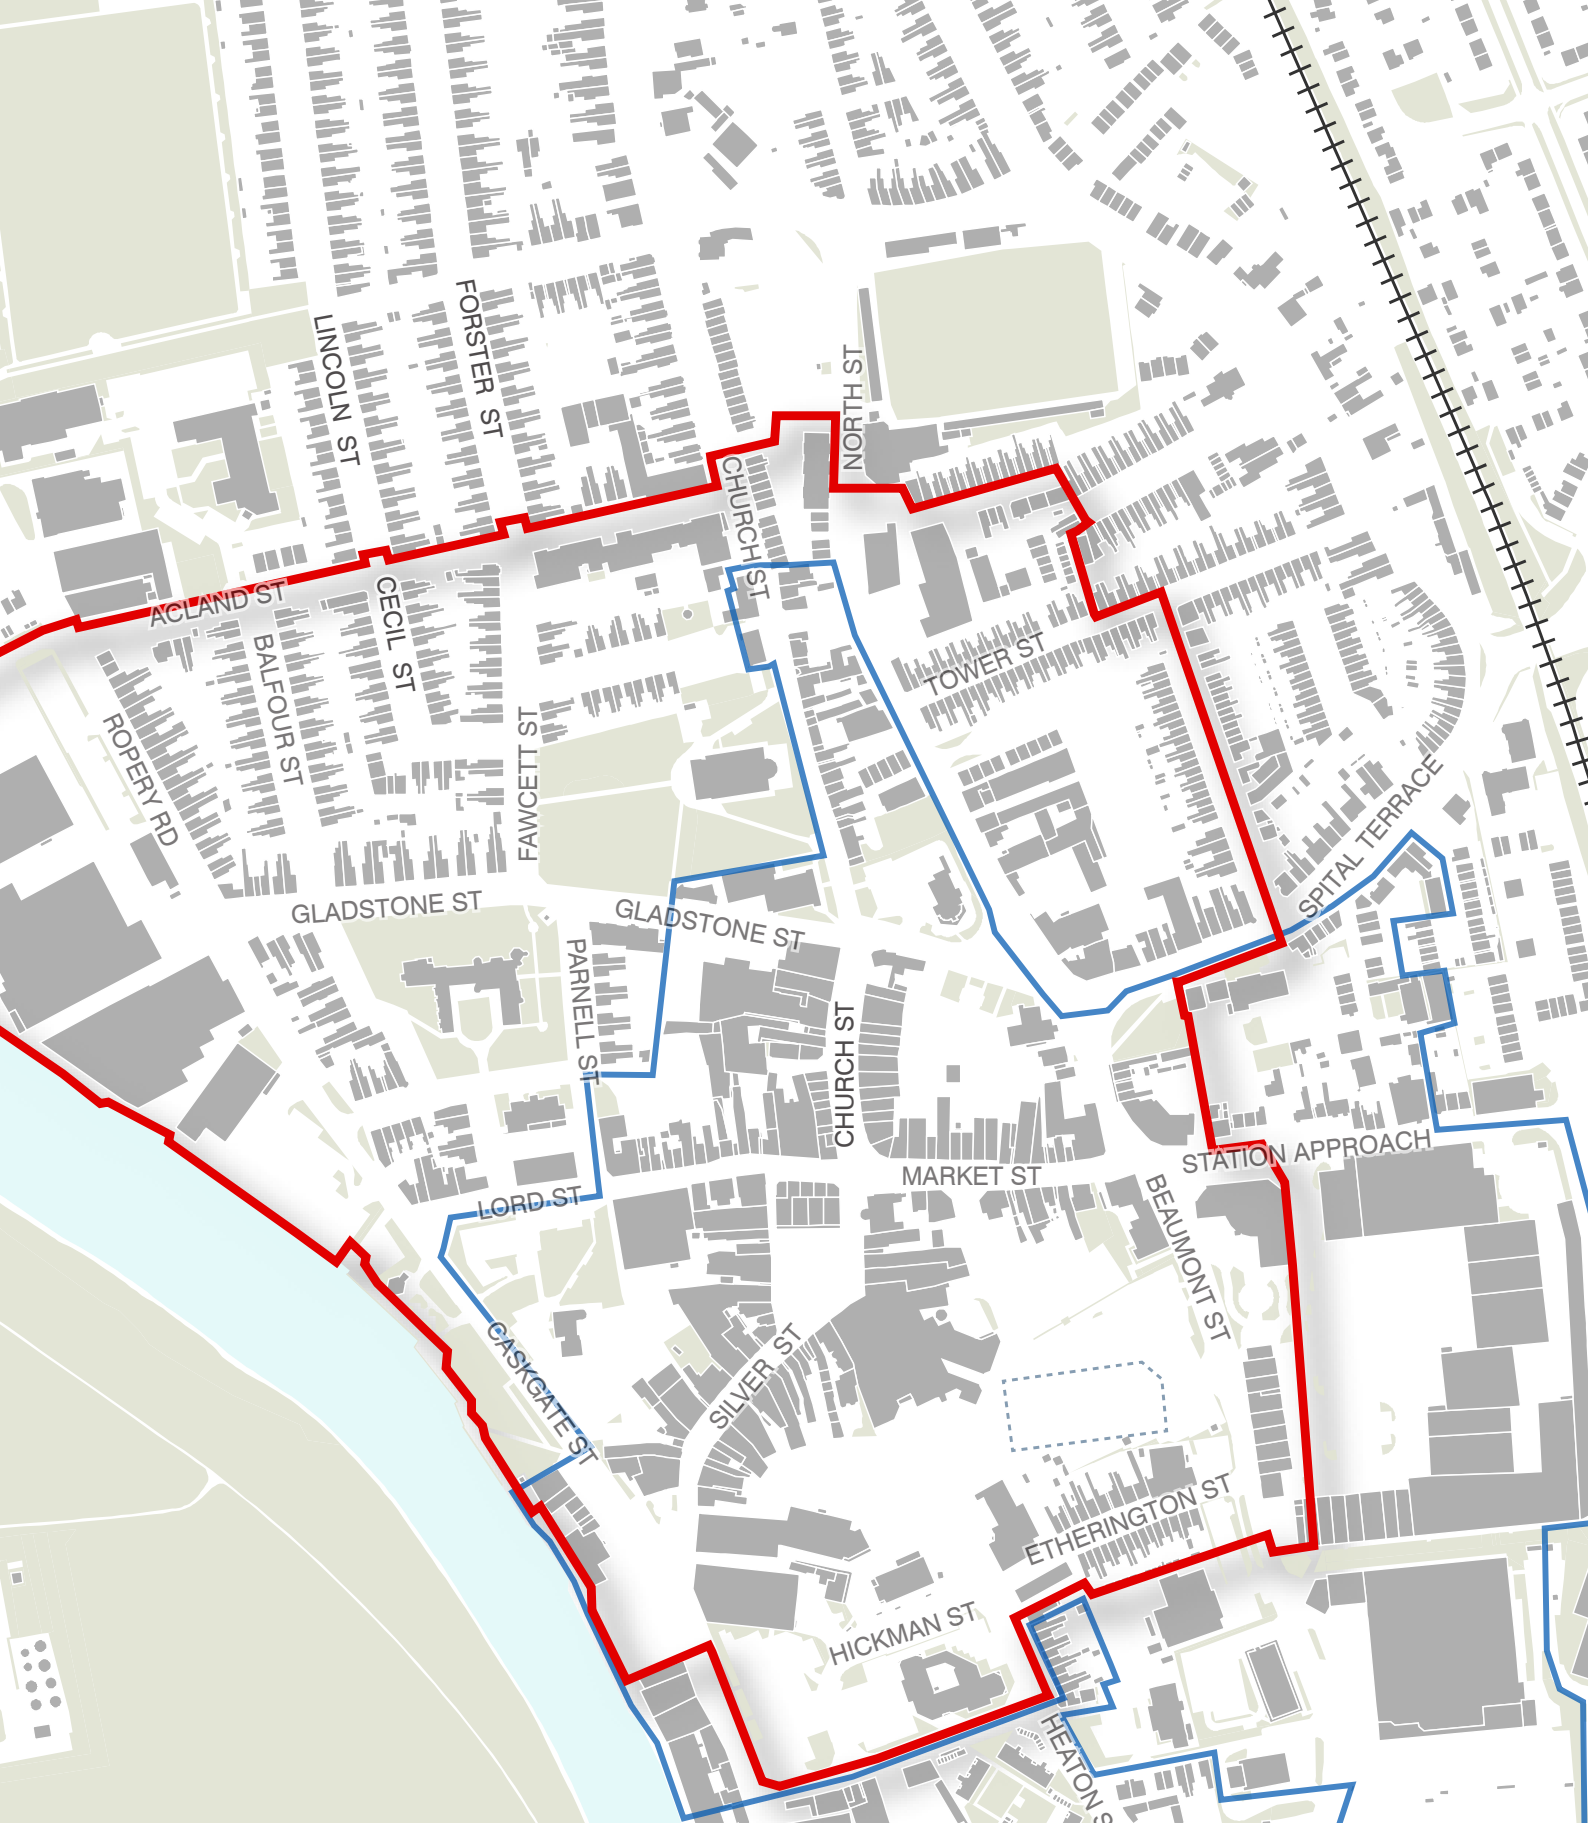 FORSTER ST
LINCOLN ST
NORTH ST
CHURCH ST
ACLAND ST
CECIL ST
BALFOUR ST
TOWER ST
ROPERY RD
FAWCETT ST
SPITAL TERRACE
GLADSTONE ST
GLADSTONE ST
PARNELL ST
CHURCH ST
STATION APPROACH
MARKET ST
LORD ST
BEAUMONT ST
CASKGATE ST
SILVER ST
ETHERINGTON ST
HICKMAN ST
HEATON S